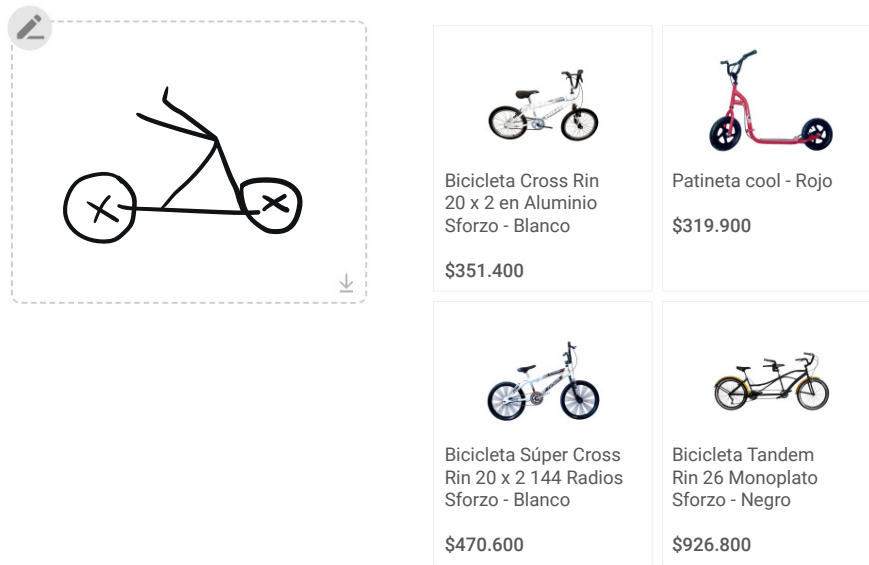 Bicicleta Cross Rin
20 x 2 en Aluminio
Sforzo - Blanco
$351.400
Patineta cool - Rojo
$319.900
Bicicleta Súper Cross
Rin 20 x 2 144 Radios
Sforzo - Blanco
$470.600
Bicicleta Tandem
Rin 26 Monoplato
Sforzo - Negro
$926.800